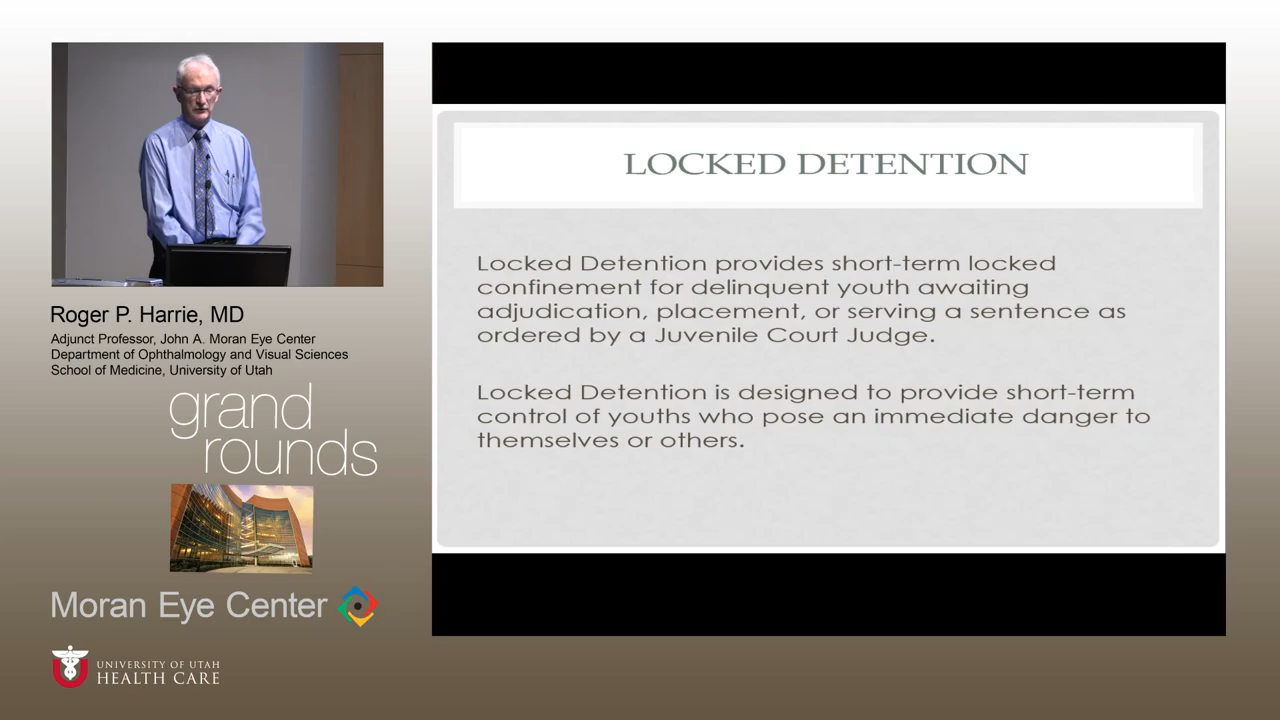 Roger P. Harrie, MD
Adjunct Professor, John A. Moran Eye Center
Department of Ophthalmology and Visual Sciences
School of Medicine, University of Utah
grand
rounds
Moran Eye Center
UNIVERSITY OF UTAH
HEALTH CARE
LOCKED DETENTION
Locked Detention provides short-term locked
confinement for delinquent youth awaiting
adjudication, placement, or serving a sentence as
ordered by a Juvenile Court Judge.
Locked Detention is designed to provide short-term
control of youths who pose an immediate danger to
themselves or others.